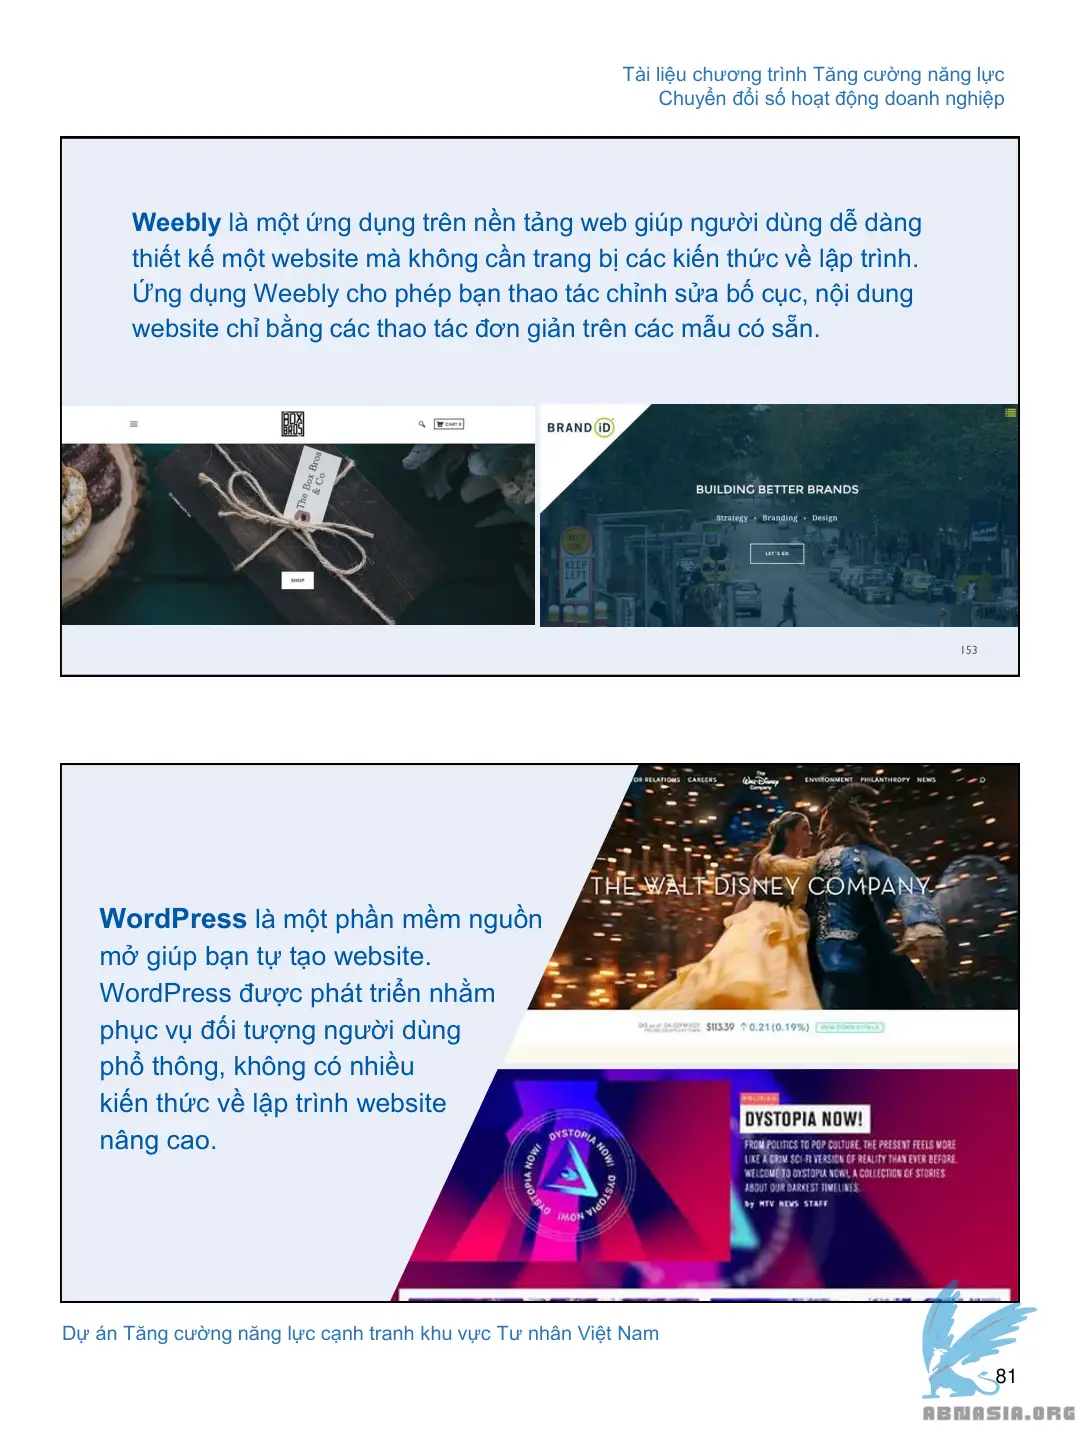 Tài liệu chương trình Tăng cường năng lực
Chuyển đổi số hoạt động doanh nghiệp
Weebly là một ứng dụng trên nền tảng web giúp người dùng dễ dàng
thiết kế một website mà không cần trang bị các kiến thức về lập trình.
Ứng dụng Weebly cho phép bạn thao tác chỉnh sửa bố cục, nội dung
website chỉ bằng các thao tác đơn giản trên các mẫu có sẵn.
BOX BROS
CART 0
The Box Bros
& Co
SHOP
BRAND iD
BUILDING BETTER BRANDS
Strategy • Branding • Design
LET'S GO
KEEP
LEFT
153
OR RELATIONS CAREERS
The Walt Disney Company
ENVIRONMENT PHILANTHROPY NEWS
THE WALT DISNEY COMPANY
$113.39 ↑ 0.21 (0.19%)
WordPress là một phần mềm nguồn
mở giúp bạn tự tạo website.
WordPress được phát triển nhằm
phục vụ đối tượng người dùng
phổ thông, không có nhiều
kiến thức về lập trình website
nâng cao.
DYSTOPIA NOW! DYSTOPIA NOW! DYSTOPIA NOW!
POLITICS
DYSTOPIA NOW!
FROM POLITICS TO POP CULTURE, THE PRESENT FEELS MORE
LIKE A GRIM SCI-FI VERSION OF REALITY THAN EVER BEFORE.
WELCOME TO DYSTOPIA NOW!, A COLLECTION OF STORIES
ABOUT OUR DARKEST TIMELINES.
by MTV NEWS STAFF
Dự án Tăng cường năng lực cạnh tranh khu vực Tư nhân Việt Nam
81
ABNASIA.ORG